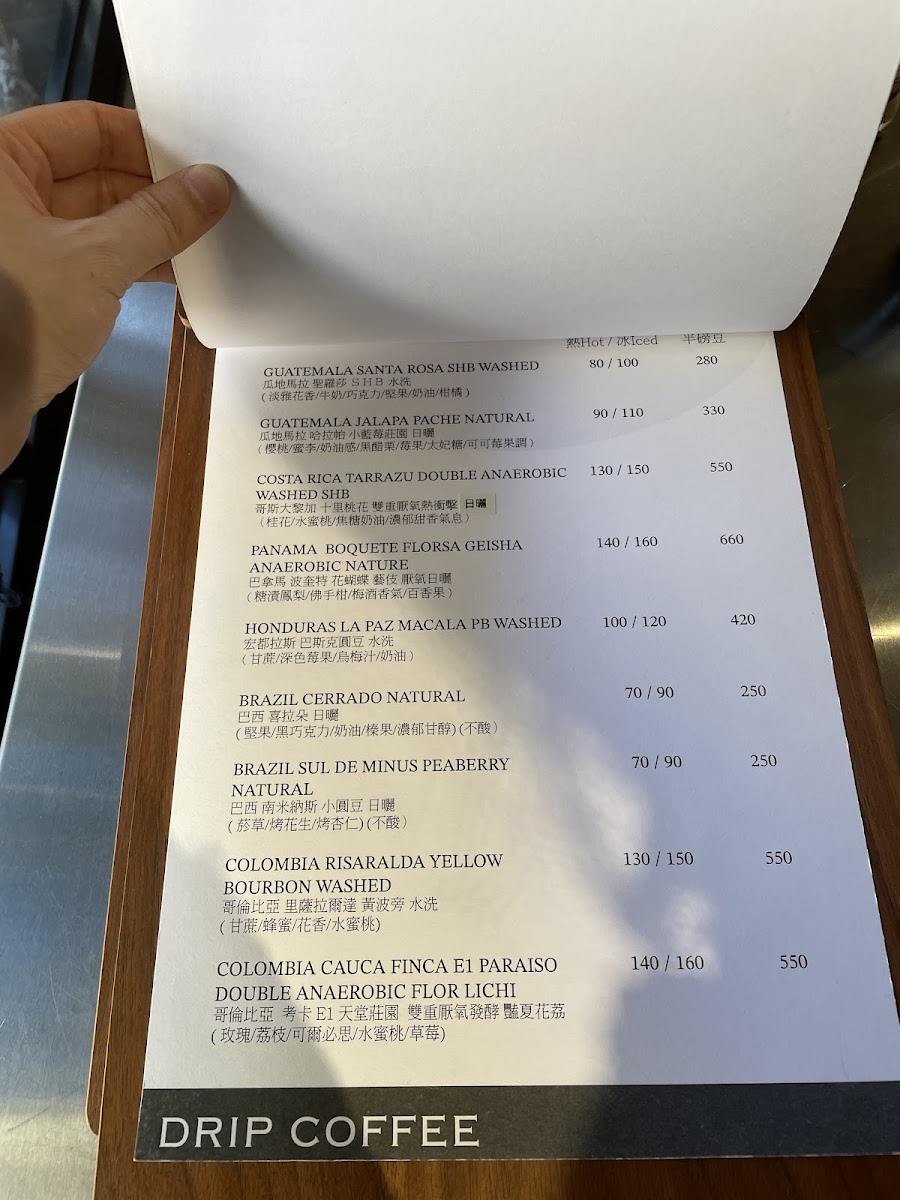 熱Hot / 冰Iced 半磅豆
GUATEMALA SANTA ROSA SHB WASHED 80 / 100 280
瓜地馬拉 聖羅莎 SHB 水洗
( 淡雅花香/牛奶/巧克力/堅果/奶油/柑橘 )
GUATEMALA JALAPA PACHE NATURAL 90 / 110 330
瓜地馬拉 哈拉帕 小藍莓莊園 日曬
( 櫻桃/蜜李/奶油感/黑醋栗/莓果/太妃糖/可可莓果調 )
COSTA RICA TARRAZU DOUBLE ANAEROBIC 130 / 150 550
WASHED SHB
哥斯大黎加 十里桃花 雙重厭氧熱衝擊 日曬
( 桂花/水蜜桃/焦糖奶油/濃郁甜香氣息 )
PANAMA BOQUETE FLORSA GEISHA 140 / 160 660
ANAEROBIC NATURE
巴拿馬 波奎特 花蝴蝶 藝伎 厭氧日曬
( 糖漬鳳梨/佛手柑/梅酒香氣/百香果 )
HONDURAS LA PAZ MACALA PB WASHED 100 / 120 420
宏都拉斯 巴斯克圓豆 水洗
( 甘蔗/深色莓果/烏梅汁/奶油 )
BRAZIL CERRADO NATURAL 70 / 90 250
巴西 喜拉朵 日曬
( 堅果/黑巧克力/奶油/榛果/濃郁甘醇) (不酸)
BRAZIL SUL DE MINUS PEABERRY 70 / 90 250
NATURAL
巴西 南米納斯 小圓豆 日曬
( 菸草/烤花生/烤杏仁) (不酸)
COLOMBIA RISARALDA YELLOW 130 / 150 550
BOURBON WASHED
哥倫比亞 里薩拉爾達 黃波旁 水洗
( 甘蔗/蜂蜜/花香/水蜜桃)
COLOMBIA CAUCA FINCA E1 PARAISO 140 / 160 550
DOUBLE ANAEROBIC FLOR LICHI
哥倫比亞 考卡 E1 天堂莊園 雙重厭氧發酵 豔夏花荔
( 玫瑰/荔枝/可爾必思/水蜜桃/草莓)
DRIP COFFEE